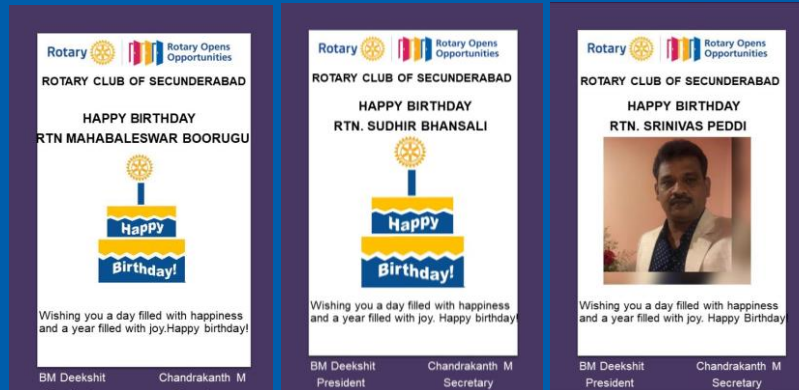 Rotary
Rotary Opens
Opportunities
ROTARY CLUB OF SECUNDERABAD
HAPPY BIRTHDAY
RTN MAHABALESWAR BOORUGU
Happy
Birthday!
Wishing you a day filled with happiness
and a year filled with joy.Happy birthday!
BM Deekshit Chandrakanth M
Rotary
Rotary Opens
Opportunities
ROTARY CLUB OF SECUNDERABAD
HAPPY BIRTHDAY
RTN. SUDHIR BHANSALI
Happy
Birthday!
Wishing you a day filled with happiness
and a year filled with joy. Happy birthday!
BM Deekshit Chandrakanth M
President Secretary
Rotary
Rotary Opens
Opportunities
ROTARY CLUB OF SECUNDERABAD
HAPPY BIRTHDAY
RTN. SRINIVAS PEDDI
Wishing you a day filled with happiness
and a year filled with joy. Happy Birthday!
BM Deekshit Chandrakanth M
President Secretary